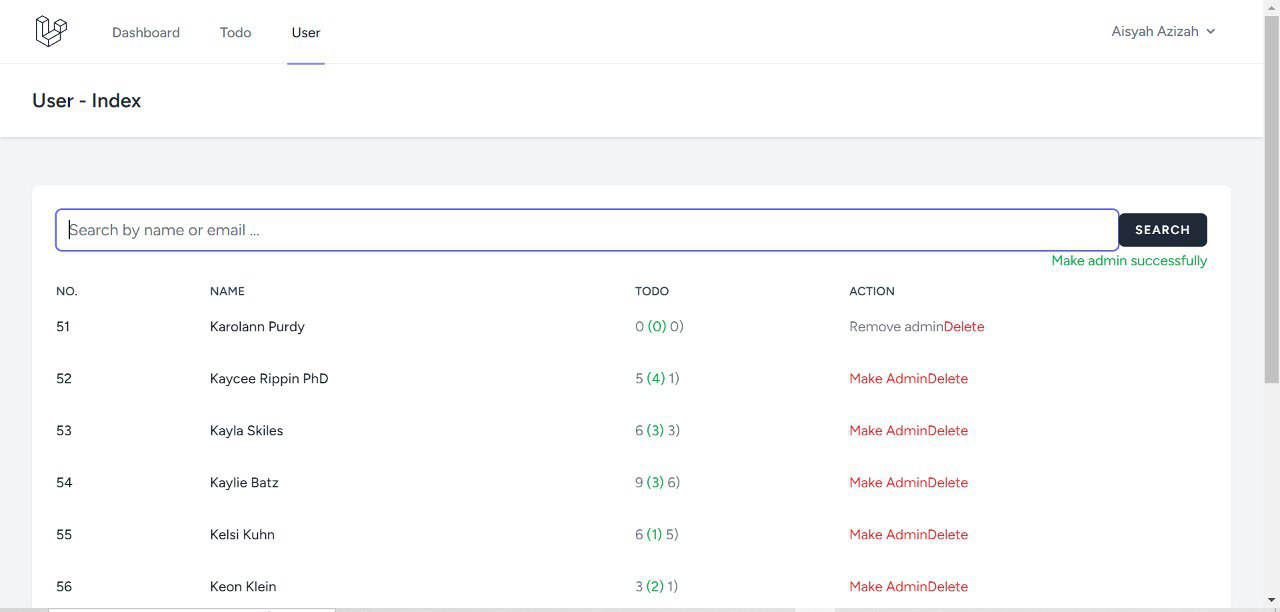 Dashboard Todo User Aisyah Azizah
User - Index
Search by name or email ... SEARCH
Make admin successfully
NO. NAME TODO ACTION
51 Karolann Purdy 0 (0) 0) Remove adminDelete
52 Kaycee Rippin PhD 5 (4) 1) Make AdminDelete
53 Kayla Skiles 6 (3) 3) Make AdminDelete
54 Kaylie Batz 9 (3) 6) Make AdminDelete
55 Kelsi Kuhn 6 (1) 5) Make AdminDelete
56 Keon Klein 3 (2) 1) Make AdminDelete